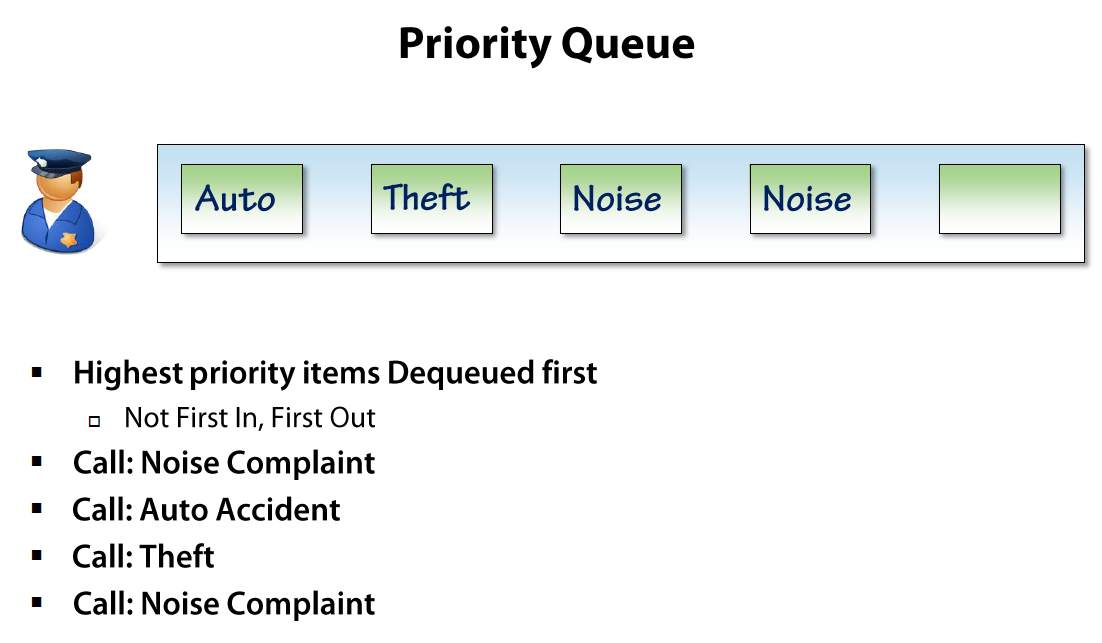 Priority Queue
Auto Theft Noise Noise
Highest priority items Dequeued first
Not First In, First Out
Call: Noise Complaint
Call: Auto Accident
Call: Theft
Call: Noise Complaint